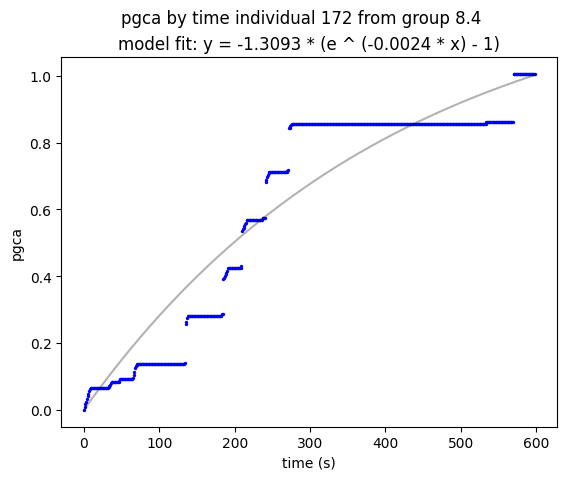 pgca by time individual 172 from group 8.4
model fit: y = -1.3093 * (e ^ (-0.0024 * x) - 1)
1.0
0.8
0.6
0.4
0.2
0.0
pgca
0 100 200 300 400 500 600
time (s)